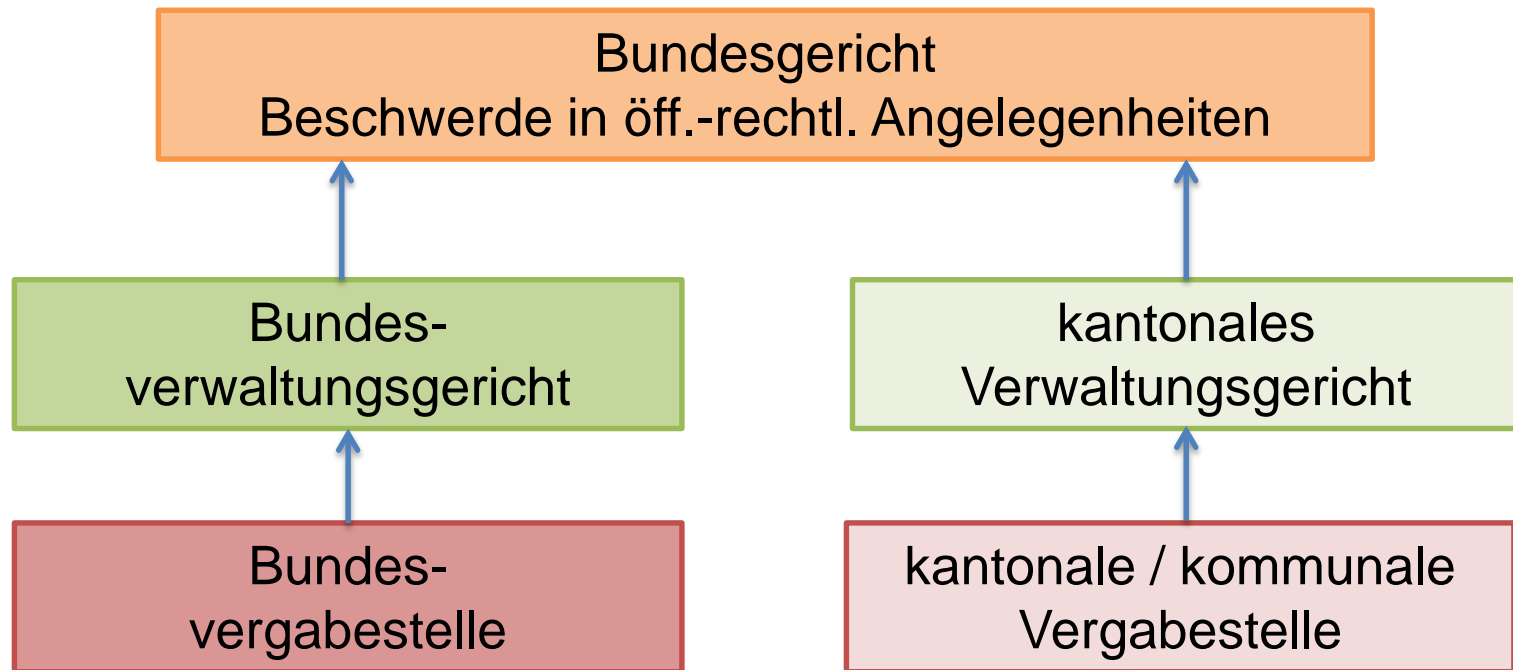 Bundesgericht
Beschwerde in öff.-rechtl. Angelegenheiten
Bundes-
verwaltungsgericht
kantonales
Verwaltungsgericht
Bundes-
vergabestelle
kantonale / kommunale
Vergabestelle